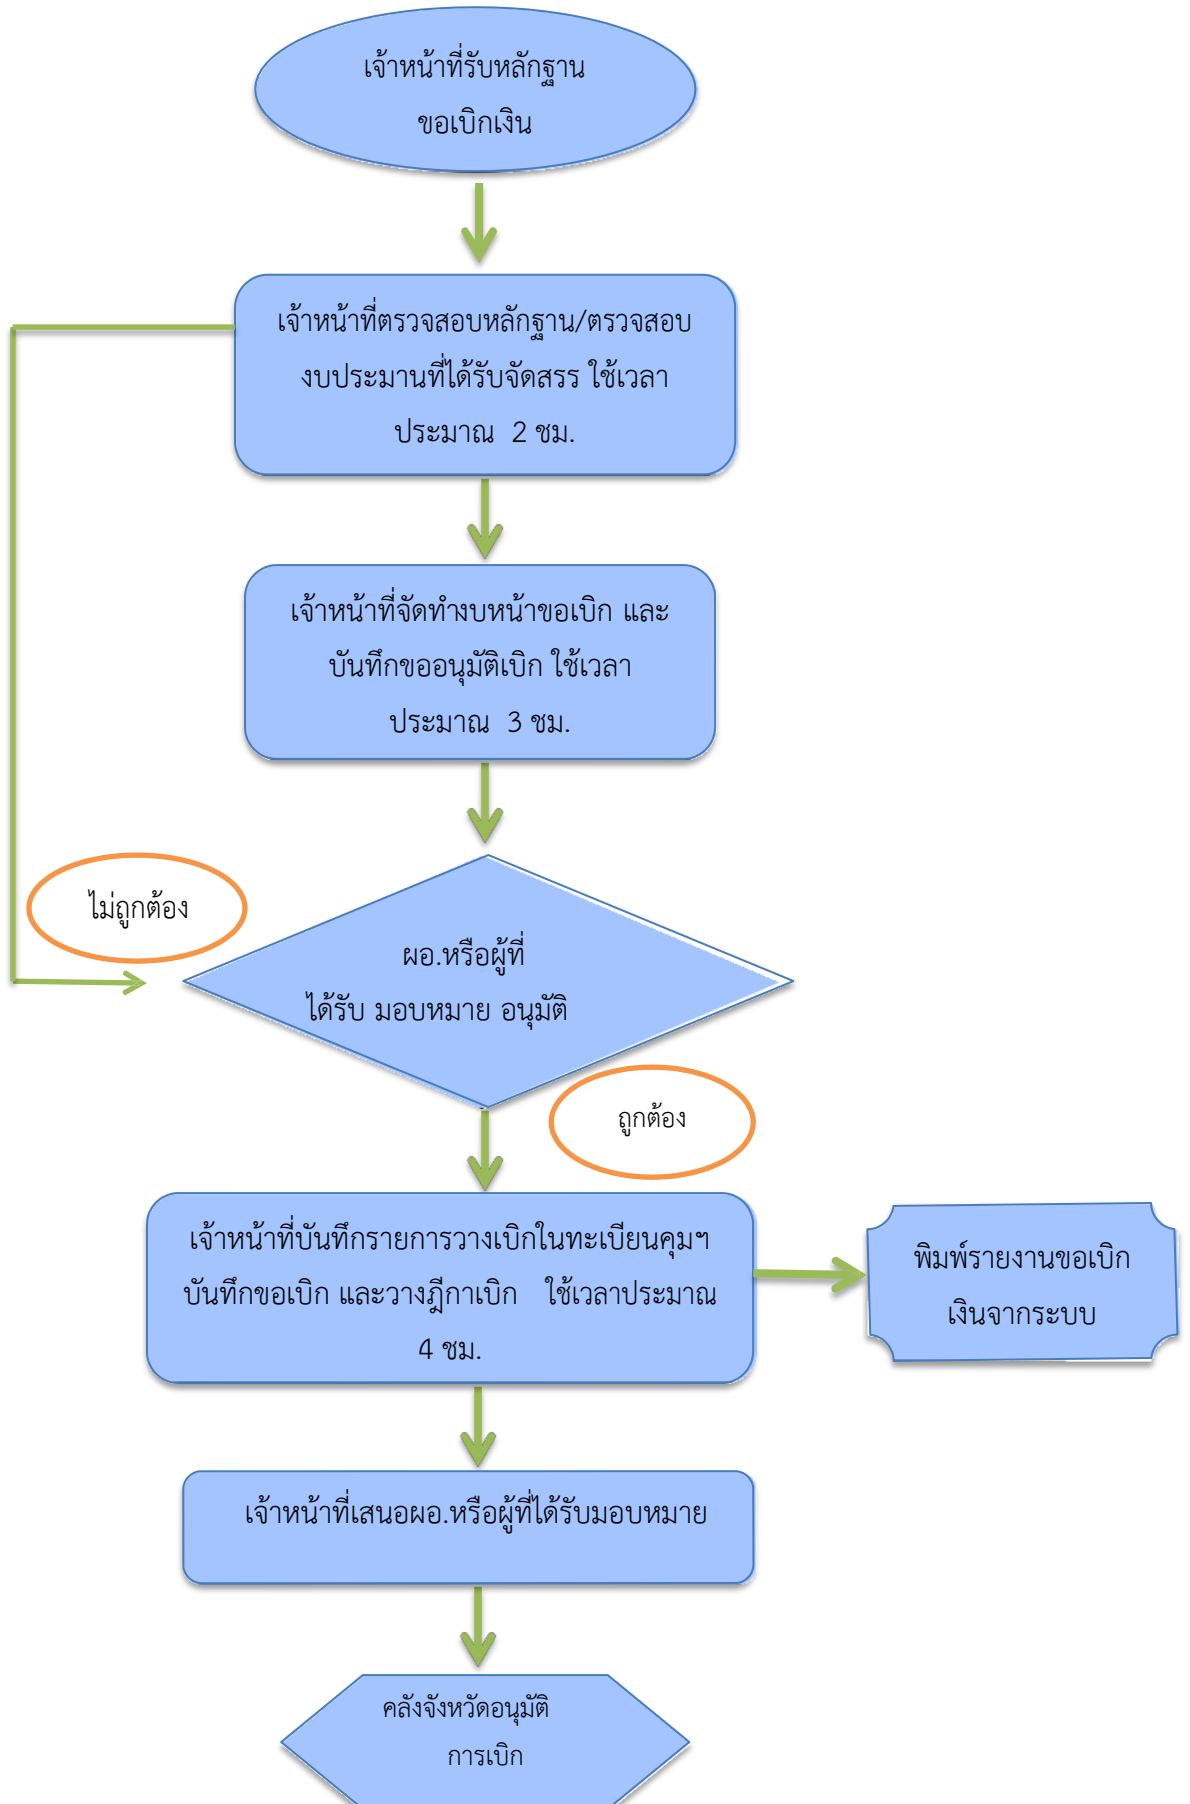 เจ้าหน้าที่รับหลักฐาน
ขอเบิกเงิน
เจ้าหน้าที่ตรวจสอบหลักฐาน/ตรวจสอบ
งบประมานที่ได้รับจัดสรร ใช้เวลา
ประมาณ 2 ชม.
เจ้าหน้าที่จัดทำงบหน้าขอเบิก และ
บันทึกขออนุมัติเบิก ใช้เวลา
ประมาณ 3 ชม.
ไม่ถูกต้อง
ผอ.หรือผู้ที่
ได้รับ มอบหมาย อนุมัติ
ถูกต้อง
เจ้าหน้าที่บันทึกรายการวางเบิกในทะเบียนคุมฯ
บันทึกขอเบิก และวางฎีกาเบิก ใช้เวลาประมาณ
4 ชม.
พิมพ์รายงานขอเบิก
เงินจากระบบ
เจ้าหน้าที่เสนอผอ.หรือผู้ที่ได้รับมอบหมาย
คลังจังหวัดอนุมัติ
การเบิก